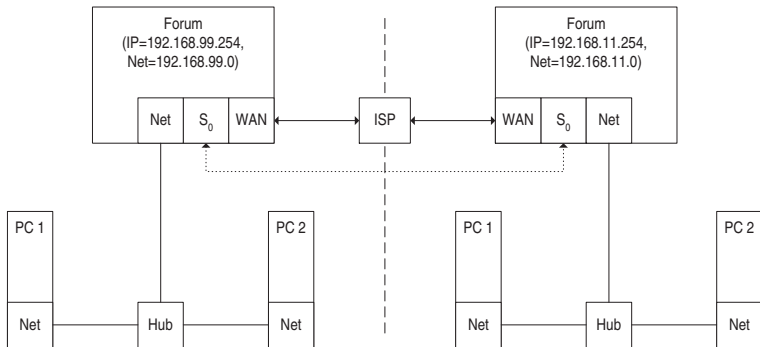 Forum
(IP=192.168.99.254,
Net=192.168.99.0)
Forum
(IP=192.168.11.254,
Net=192.168.11.0)
Net S0 WAN ISP WAN S0 Net
PC 1 PC 2 PC 1 PC 2
Net Hub Net Net Hub Net